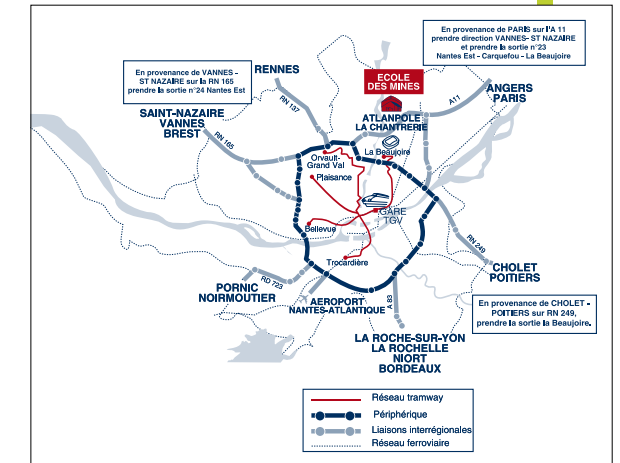 En provenance de PARIS sur l'A 11
prendre direction VANNES- ST NAZAIRE
et prendre la sortie n°23
Nantes Est - Carquefou - La Beaujoire
En provenance de VANNES -
ST NAZAIRE sur la RN 165
prendre la sortie n°24 Nantes Est
RENNES
RN 137
ECOLE
DES MINES
ATLANPOLE
LA CHANTRERIE
A11
ANGERS
PARIS
SAINT-NAZAIRE
VANNES
BREST
RN 165
Orvault-
Grand Val
La Beaujoire
Plaisance
GARE
TGV
Bellevue
Trocardière
RN 249
CHOLET
POITIERS
PORNIC
NOIRMOUTIER
RD 723
AEROPORT
NANTES-ATLANTIQUE
A 83
En provenance de CHOLET -
POITIERS sur RN 249,
prendre la sortie la Beaujoire.
LA ROCHE-SUR-YON
LA ROCHELLE
NIORT
BORDEAUX
Réseau tramway
Périphérique
Liaisons interrégionales
Réseau ferroviaire